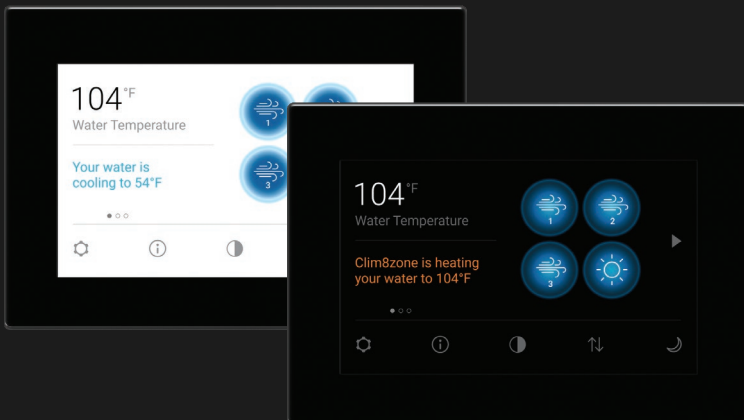 104°F
Water Temperature
Your water is
cooling to 54°F
1
3
104°F
Water Temperature
Clim8zone is heating
your water to 104°F
1
2
3